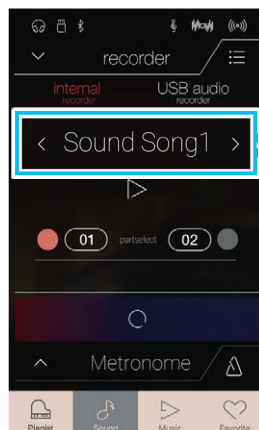 recorder
internal
recorder
USB audio
recorder
Sound Song1
01
partselect
02
Metronome
Pianist
Sound
Music
Favorite